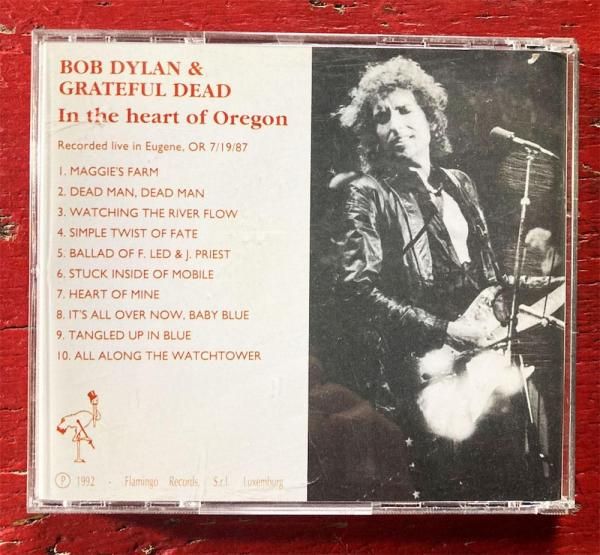 BOB DYLAN &
GRATEFUL DEAD
In the heart of Oregon
Recorded live in Eugene, OR 7/19/87
1. MAGGIE'S FARM
2. DEAD MAN, DEAD MAN
3. WATCHING THE RIVER FLOW
4. SIMPLE TWIST OF FATE
5. BALLAD OF F. LED & J. PRIEST
6. STUCK INSIDE OF MOBILE
7. HEART OF MINE
8. IT'S ALL OVER NOW, BABY BLUE
9. TANGLED UP IN BLUE
10. ALL ALONG THE WATCHTOWER
Ⓟ 1992 - Flamingo Records, S.r.l. Luxemburg